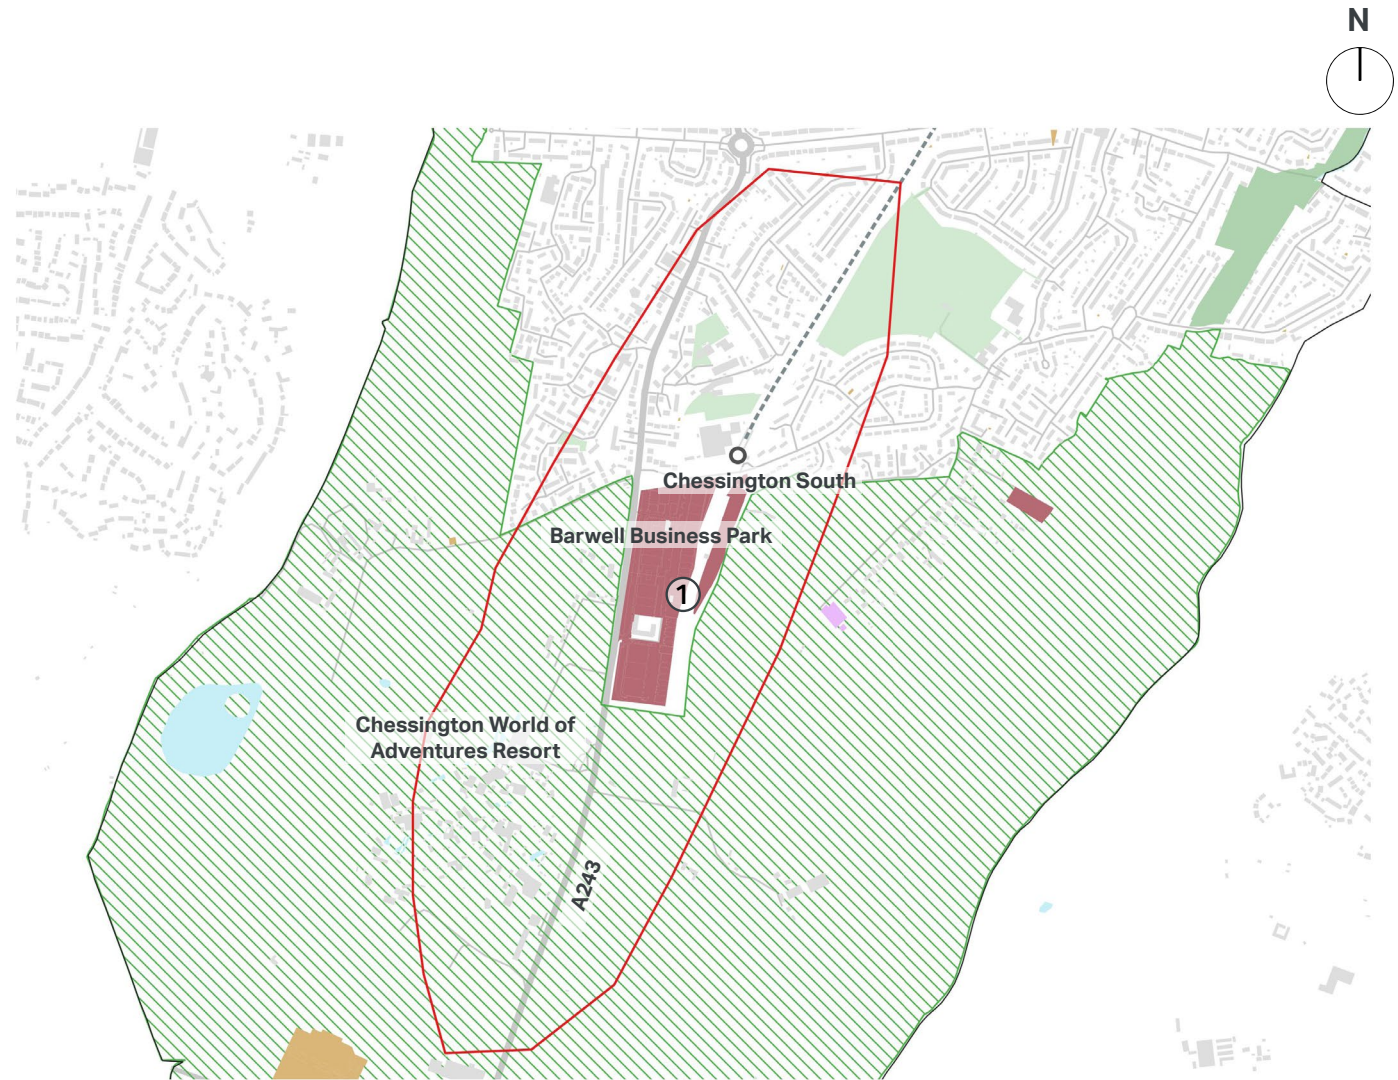 N
Chessington South
Barwell Business Park
1
Chessington World of
Adventures Resort
A243